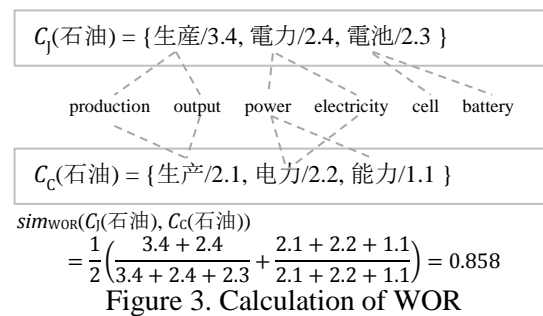 C_J(石油) = {生産/3.4, 電力/2.4, 電池/2.3 }
production output power electricity cell battery
C_C(石油) = {生产/2.1, 电力/2.2, 能力/1.1 }
sim_WOR(C_J(石油), C_C(石油))
= 1/2 ( (3.4 + 2.4)/(3.4 + 2.4 + 2.3) + (2.1 + 2.2 + 1.1)/(2.1 + 2.2 + 1.1) ) = 0.858
Figure 3. Calculation of WOR